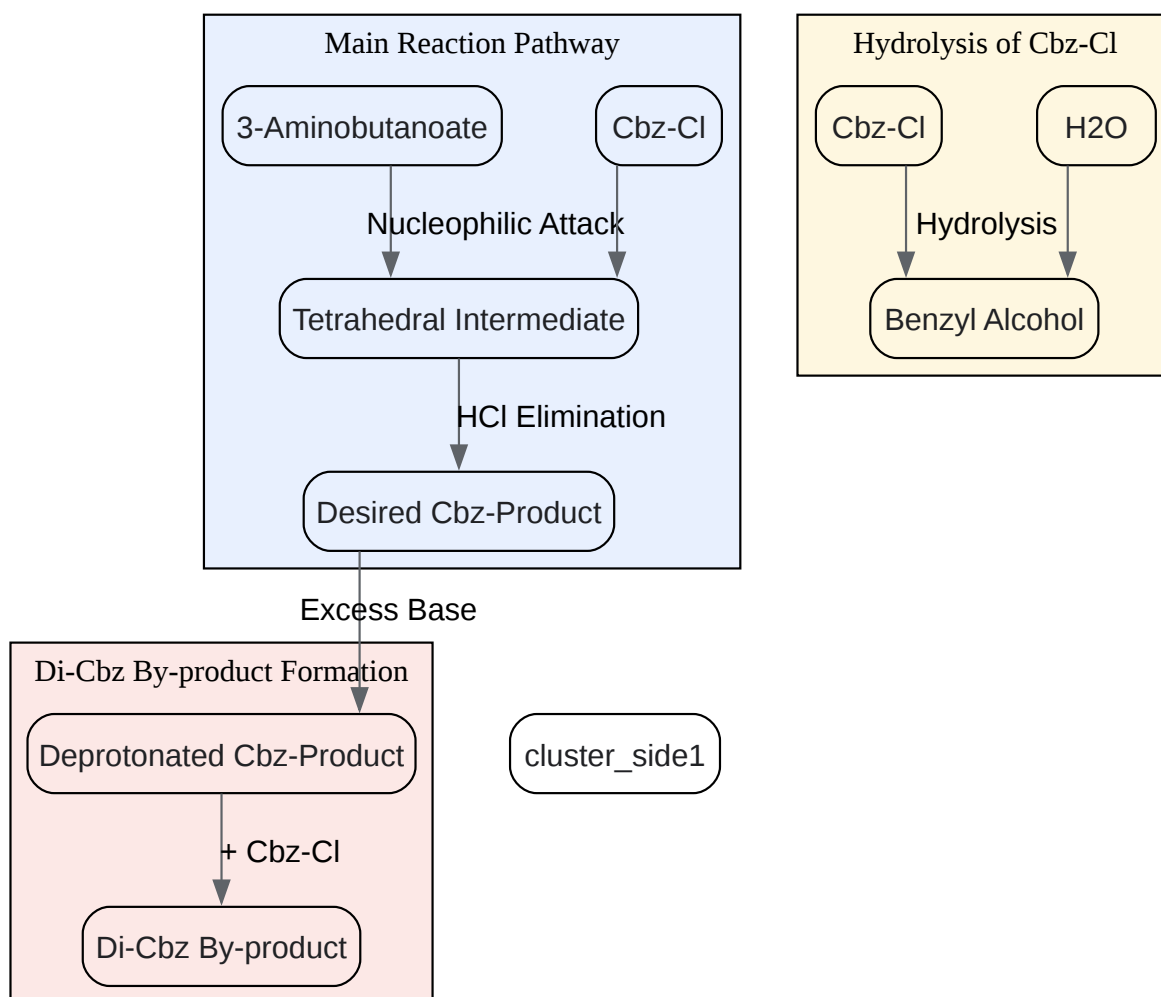 Main Reaction Pathway
3-Aminobutanoate
Cbz-Cl
Nucleophilic Attack
Tetrahedral Intermediate
HCl Elimination
Desired Cbz-Product
Excess Base
Hydrolysis of Cbz-Cl
Cbz-Cl
H2O
Hydrolysis
Benzyl Alcohol
Di-Cbz By-product Formation
Deprotonated Cbz-Product
+ Cbz-Cl
Di-Cbz By-product
cluster_side1